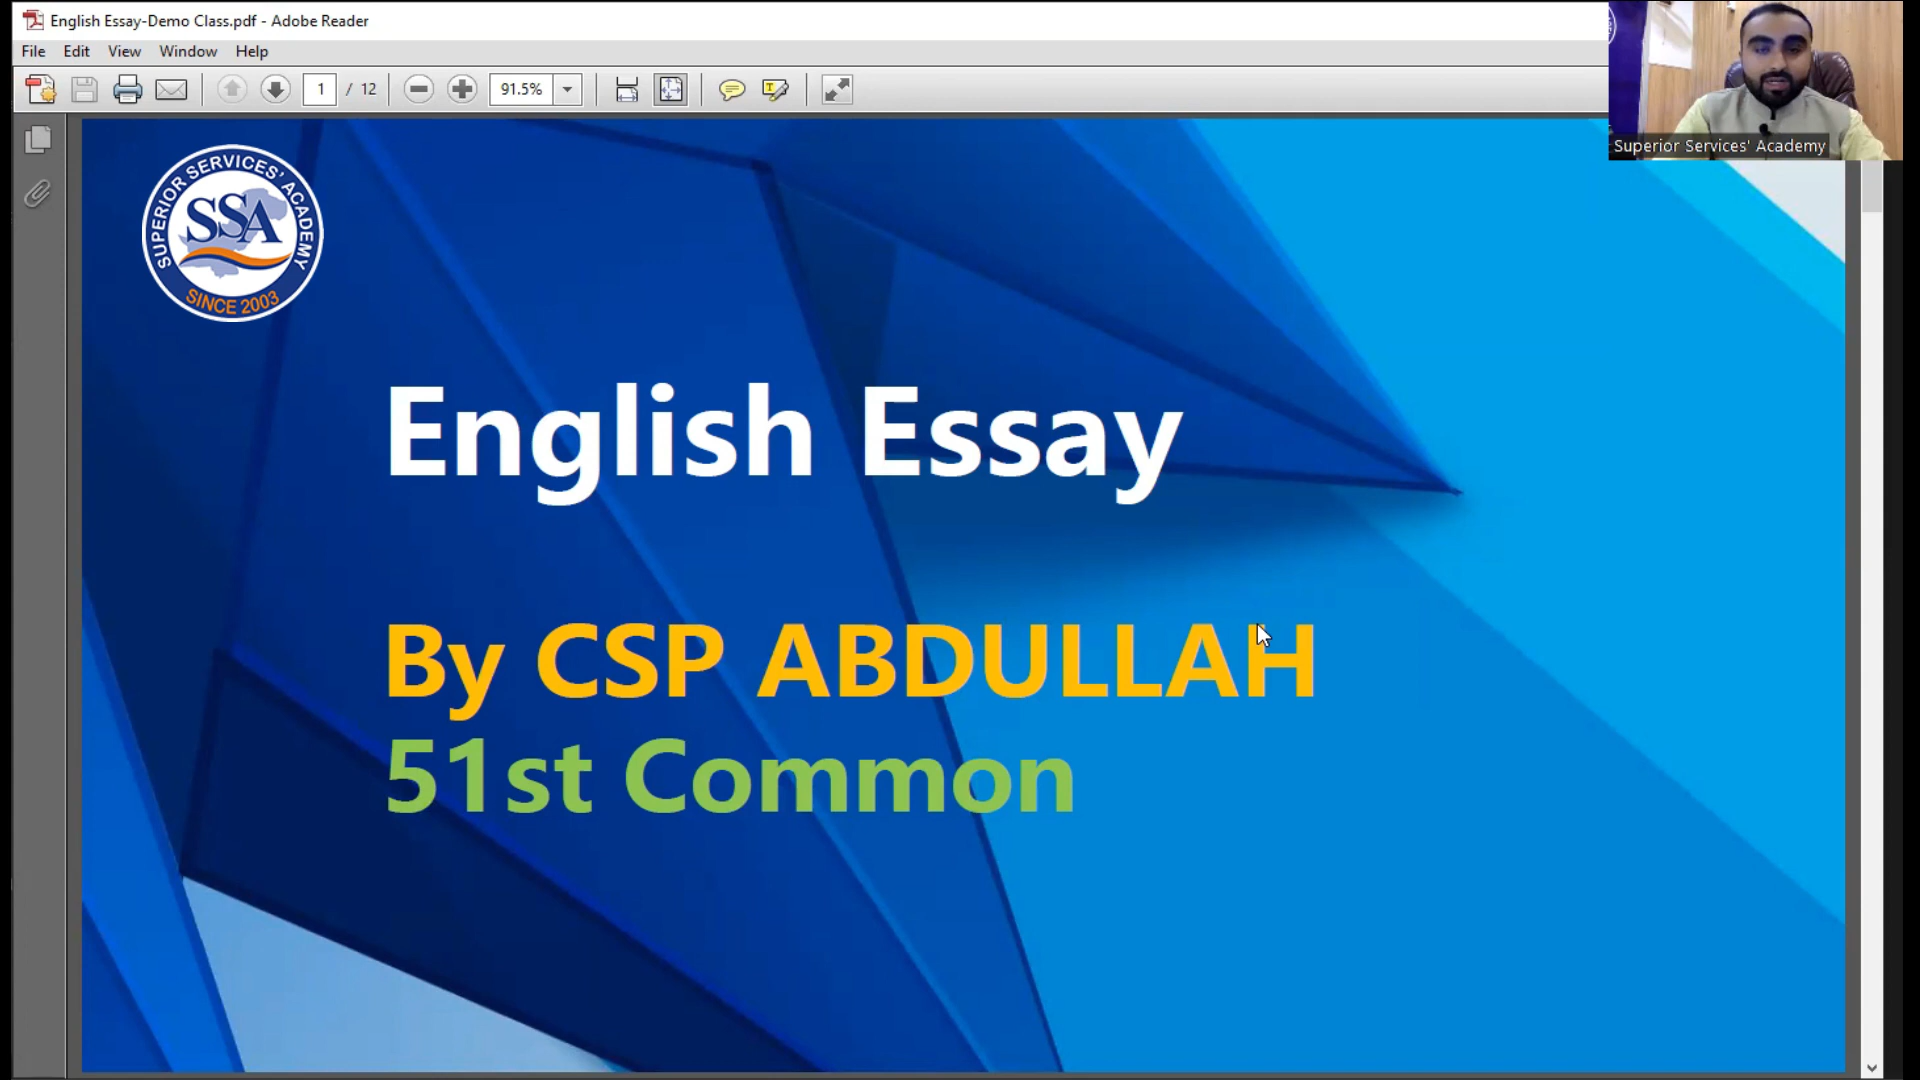 English Essay-Demo Class.pdf - Adobe Reader
File Edit View Window Help
1 / 12 91.5%
Superior Services' Academy
SUPERIOR SERVICES' ACADEMY
SSA
SINCE 2003
English Essay
By CSP ABDULLAH
51st Common